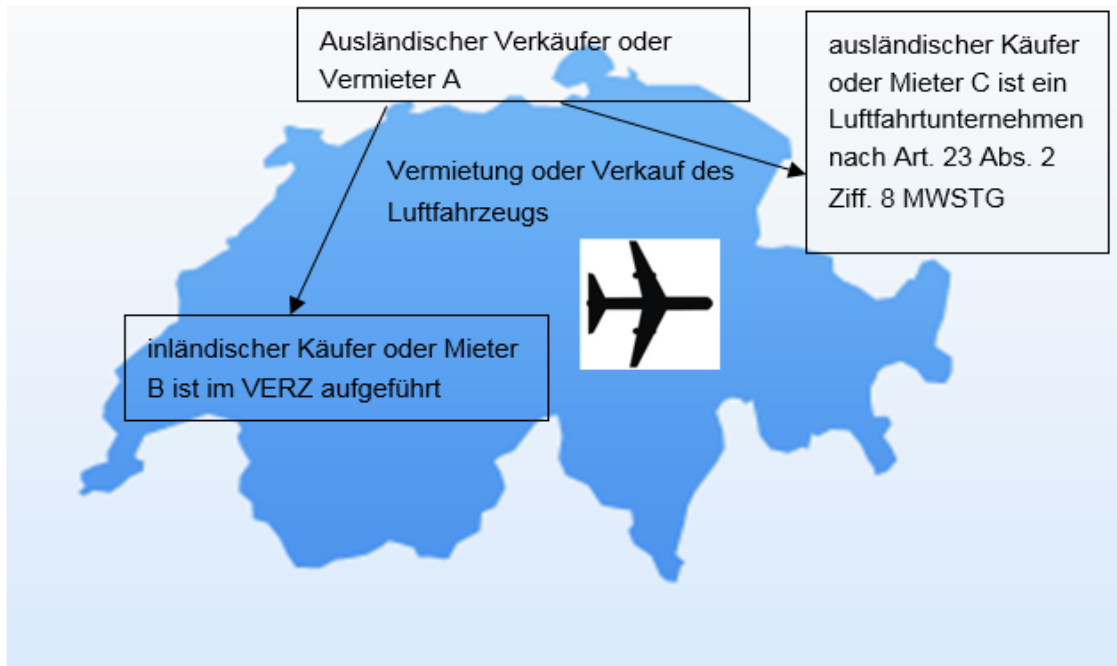 Ausländischer Verkäufer oder
Vermieter A
ausländischer Käufer
oder Mieter C ist ein
Luftfahrtunternehmen
nach Art. 23 Abs. 2
Ziff. 8 MWSTG
Vermietung oder Verkauf des
Luftfahrzeugs
inländischer Käufer oder Mieter
B ist im VERZ aufgeführt